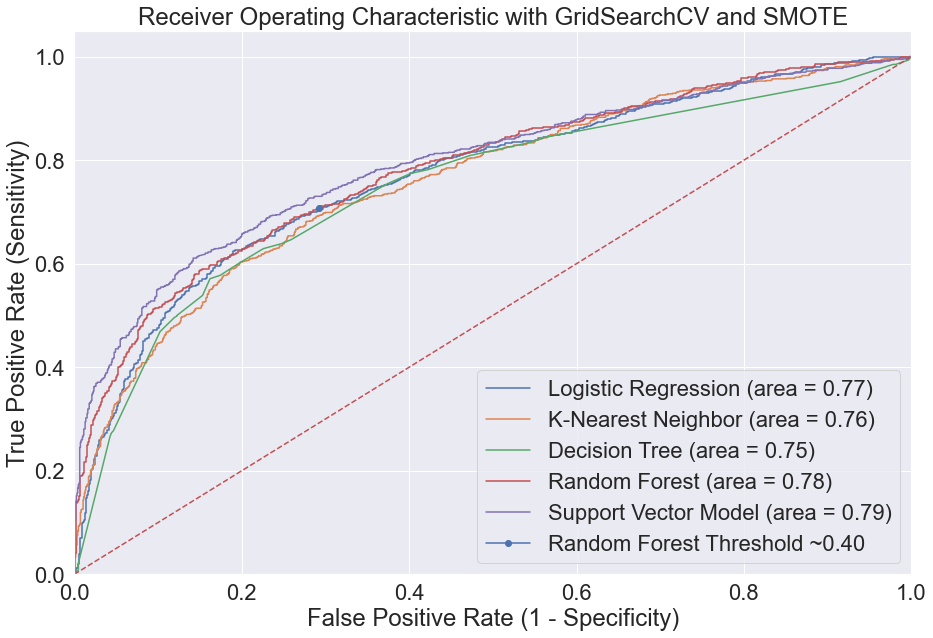 Receiver Operating Characteristic with GridSearchCV and SMOTE
1.0
0.8
0.6
0.4
0.2
0.0
True Positive Rate (Sensitivity)
Logistic Regression (area = 0.77)
K-Nearest Neighbor (area = 0.76)
Decision Tree (area = 0.75)
Random Forest (area = 0.78)
Support Vector Model (area = 0.79)
Random Forest Threshold ~0.40
0.0 0.2 0.4 0.6 0.8 1.0
False Positive Rate (1 - Specificity)